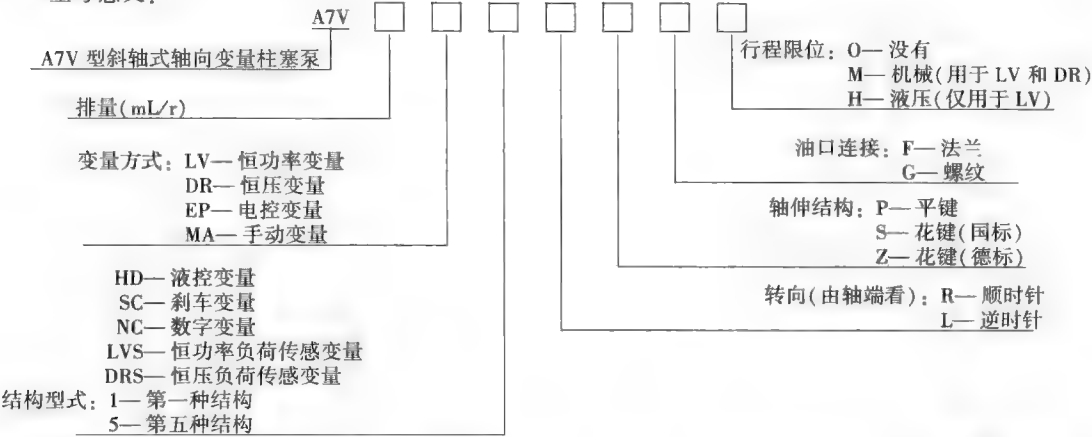 A7V □ □ □ □ □ □ □
A7V 型斜轴式轴向变量柱塞泵
排量(mL/r)
变量方式：LV— 恒功率变量
DR— 恒压变量
EP— 电控变量
MA— 手动变量
HD— 液控变量
SC— 刹车变量
NC— 数字变量
LVS— 恒功率负荷传感变量
DRS— 恒压负荷传感变量
结构型式：1— 第一种结构
5— 第五种结构
行程限位：O— 没有
M— 机械(用于 LV 和 DR)
H— 液压(仅用于 LV)
油口连接：F— 法兰
G— 螺纹
轴伸结构：P— 平键
S— 花键(国标)
Z— 花键(德标)
转向(由轴端看)：R— 顺时针
L— 逆时针